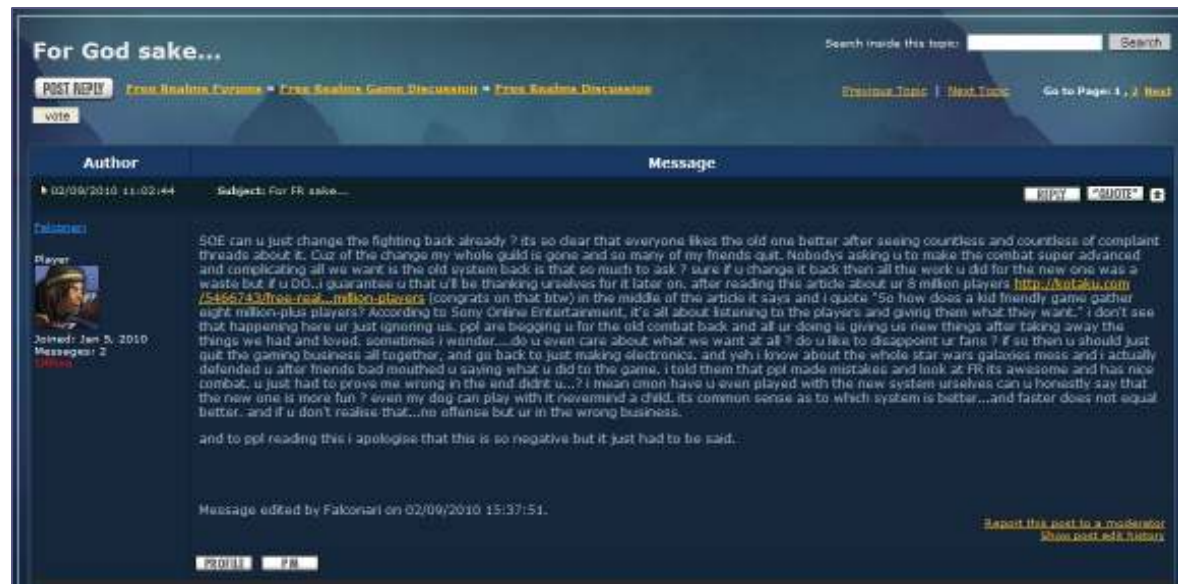 For God sake...
Search inside this topic:
Search
POST REPLY
Free Realms Forums » Free Realms Game Discussion » Free Realms Discussion
Previous Topic | Next Topic
Go to Page: 1 , 2 Next
vote
Author
Message
02/09/2010 11:02:44
Subject: For FR sake...
REPLY
"QUOTE"
Falconari
Player
Joined: Jan 5, 2010
Messages: 2
Offline
SOE can u just change the fighting back already ? its so clear that everyone likes the old one better after seeing countless and countless of complaint
threads about it. Cuz of the change my whole guild is gone and so many of my friends quit. Nobodys asking u to make the combat super advanced
and complicating all we want is the old system back is that so much to ask ? sure if u change it back then all the work u did for the new one was a
waste but if u DO..i guarantee u that u'll be thanking urselves for it later on. after reading this article about ur 8 million players http://kotaku.com
/5466743/free-real...million-players (congrats on that btw) in the middle of the article it says and i quote "So how does a kid friendly game gather
eight million-plus players? According to Sony Online Entertainment, it's all about listening to the players and giving them what they want." i don't see
that happening here ur just ignoring us. ppl are begging u for the old combat back and all ur doing is giving us new things after taking away the
things we had and loved. sometimes i wonder....do u even care about what we want at all ? do u like to disappoint ur fans ? if so then u should just
quit the gaming business all together, and go back to just making electronics. and yeh i know about the whole star wars galaxies mess and i actually
defended u after friends bad mouthed u saying what u did to the game. i told them that ppl made mistakes and look at FR its awesome and has nice
combat. u just had to prove me wrong in the end didnt u...? i mean cmon have u even played with the new system urselves can u honestly say that
the new one is more fun ? even my dog can play with it nevermind a child. its common sense as to which system is better...and faster does not equal
better. and if u don't realise that...no offense but ur in the wrong business.
and to ppl reading this i apologise that this is so negative but it just had to be said.
Message edited by Falconari on 02/09/2010 15:37:51.
Report this post to a moderator
Show post edit history
PROFILE
PM